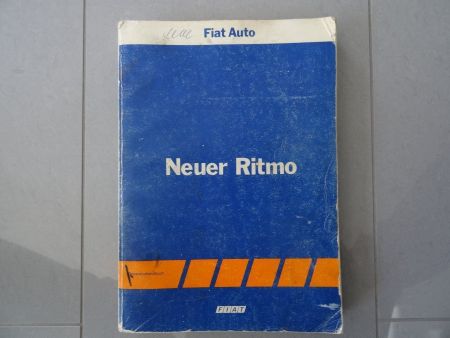 Fiat Auto
Neuer Ritmo
FIAT